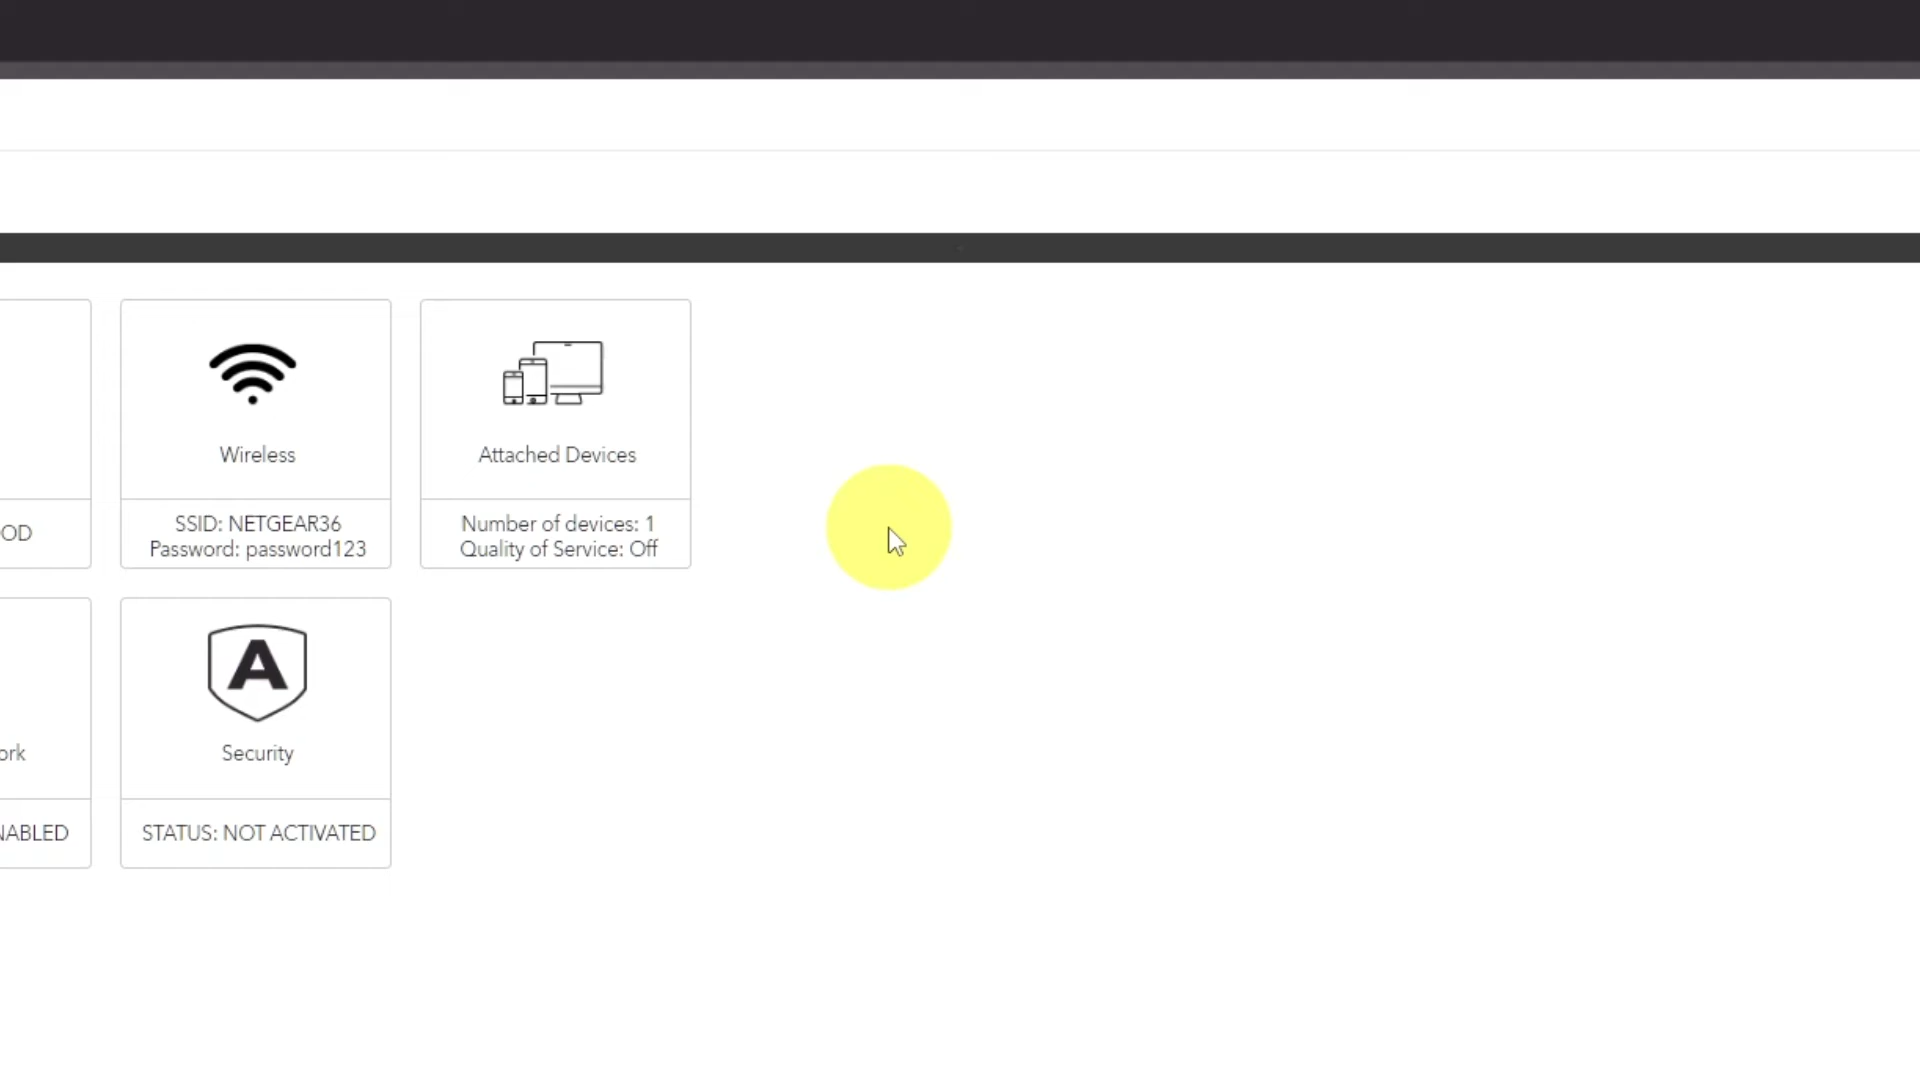 OD
Wireless
SSID: NETGEAR36
Password: password123
Attached Devices
Number of devices: 1
Quality of Service: Off
ork
NABLED
A
Security
STATUS: NOT ACTIVATED